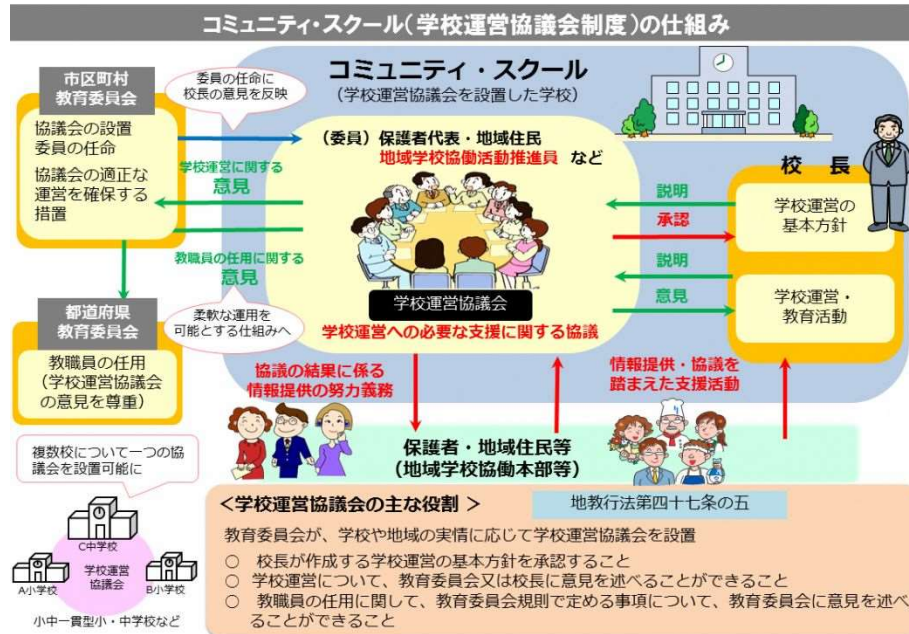 コミュニティ・スクール(学校運営協議会制度)の仕組み
市区町村
教育委員会
協議会の設置
委員の任命
協議会の適正な
運営を確保する
措置
委員の任命に
校長の意見を反映
学校運営に関する
意見
教職員の任用に関する
意見
柔軟な運用を
可能とする仕組みへ
都道府県
教育委員会
教職員の任用
(学校運営協議会
の意見を尊重)
コミュニティ・スクール
(学校運営協議会を設置した学校)
(委員)保護者代表・地域住民
地域学校協働活動推進員 など
学校運営協議会
学校運営への必要な支援に関する協議
説明
承認
説明
意見
校 長
学校運営の
基本方針
学校運営・
教育活動
協議の結果に係る
情報提供の努力義務
情報提供・協議を
踏まえた支援活動
保護者・地域住民等
(地域学校協働本部等)
複数校について一つの協
議会を設置可能に
C中学校
学校運営
協議会
A小学校
B小学校
小中一貫型小・中学校など
<学校運営協議会の主な役割 >
地教行法第四十七条の五
教育委員会が、学校や地域の実情に応じて学校運営協議会を設置
○ 校長が作成する学校運営の基本方針を承認すること
○ 学校運営について、教育委員会又は校長に意見を述べることができること
○ 教職員の任用に関して、教育委員会規則で定める事項について、教育委員会に意見を述べ
ることができること